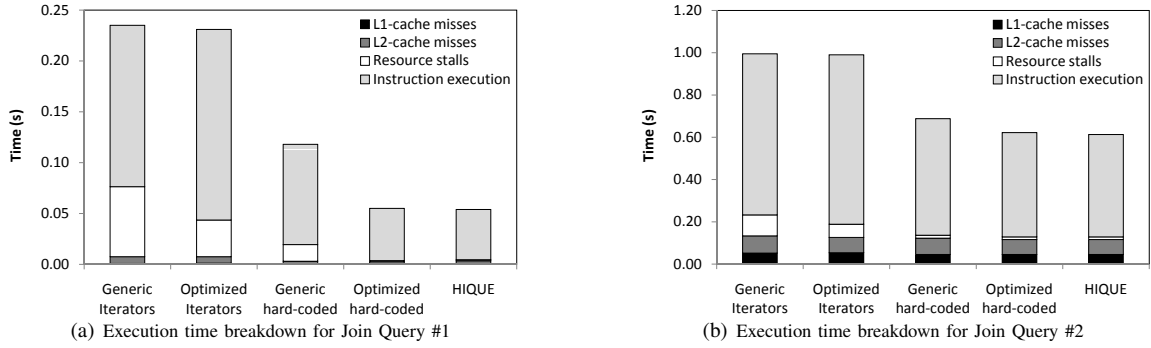 0.25
0.20
0.15
0.10
0.05
0.00
Time (s)
L1-cache misses
L2-cache misses
Resource stalls
Instruction execution
Generic Iterators
Optimized Iterators
Generic hard-coded
Optimized hard-coded
HIQUE
(a) Execution time breakdown for Join Query #1
1.20
1.00
0.80
0.60
0.40
0.20
0.00
Time (s)
L1-cache misses
L2-cache misses
Resource stalls
Instruction execution
Generic Iterators
Optimized Iterators
Generic hard-coded
Optimized hard-coded
HIQUE
(b) Execution time breakdown for Join Query #2